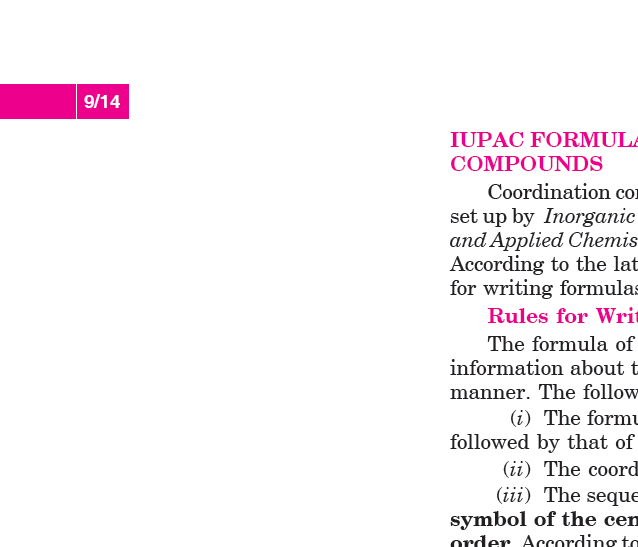 9/14
IUPAC FORMULA
COMPOUNDS
Coordination con
set up by Inorganic
and Applied Chemis
According to the lat
for writing formulas
Rules for Writ
The formula of
information about t
manner. The follow
(i) The formu
followed by that of
(ii) The coord
(iii) The seque
symbol of the cen
order. According to